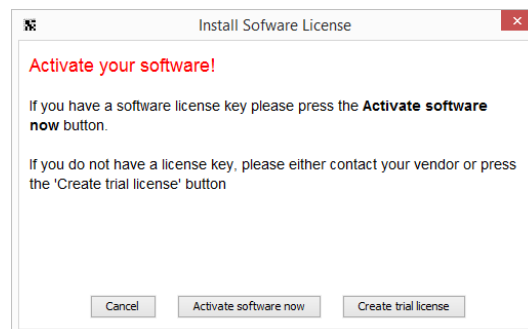 Install Sofware License
Activate your software!
If you have a software license key please press the Activate software
now button.
If you do not have a license key, please either contact your vendor or press
the 'Create trial license' button
Cancel
Activate software now
Create trial license